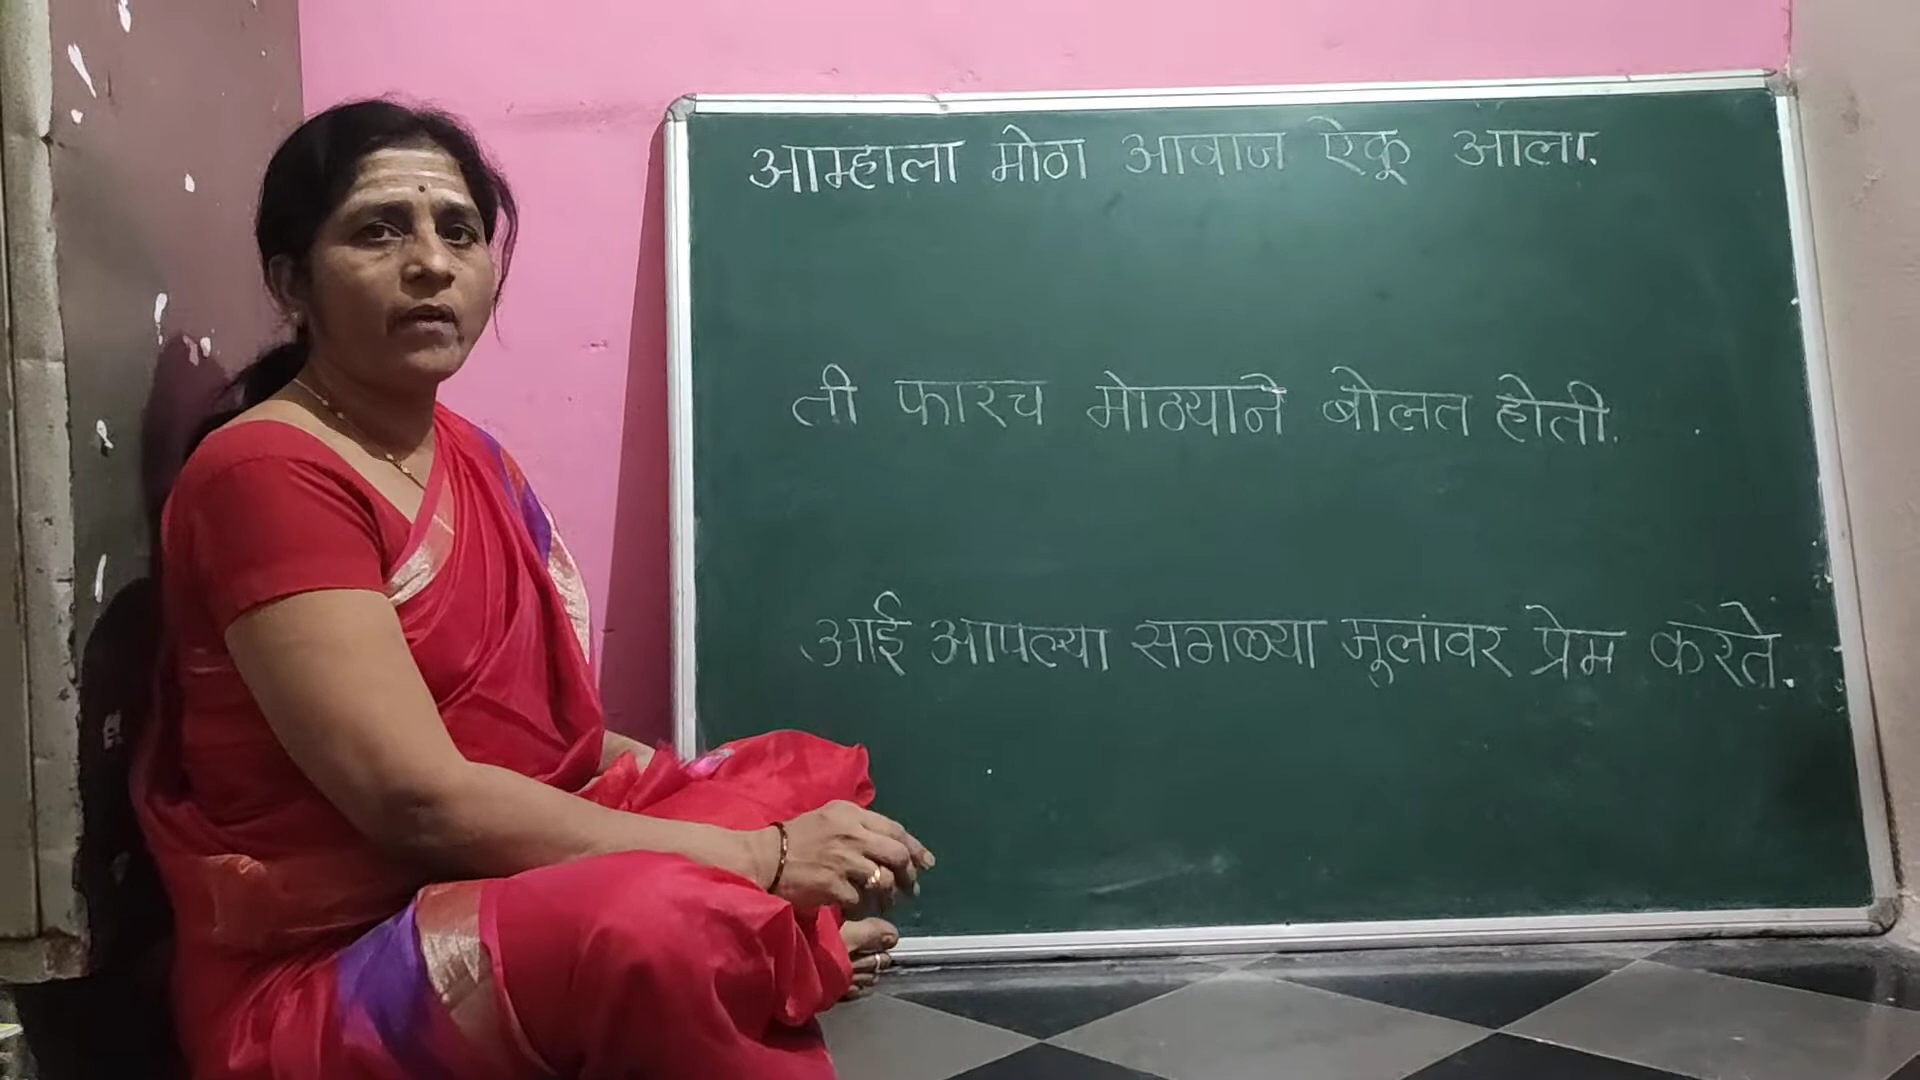 आम्हाला मोठा आवाज ऐकू आला.
ती फारच मोठ्याने बोलत होती.
आई आपल्या सगळ्या मुलांवर प्रेम करते.